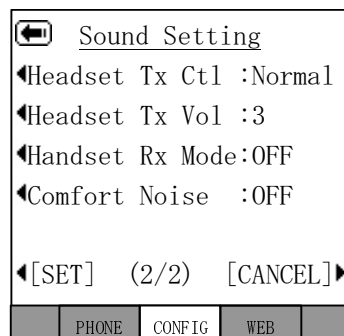 Sound Setting
Headset Tx Ctl :Normal
Headset Tx Vol :3
Handset Rx Mode:OFF
Comfort Noise :OFF
[SET] (2/2) [CANCEL]
PHONE CONFIG WEB